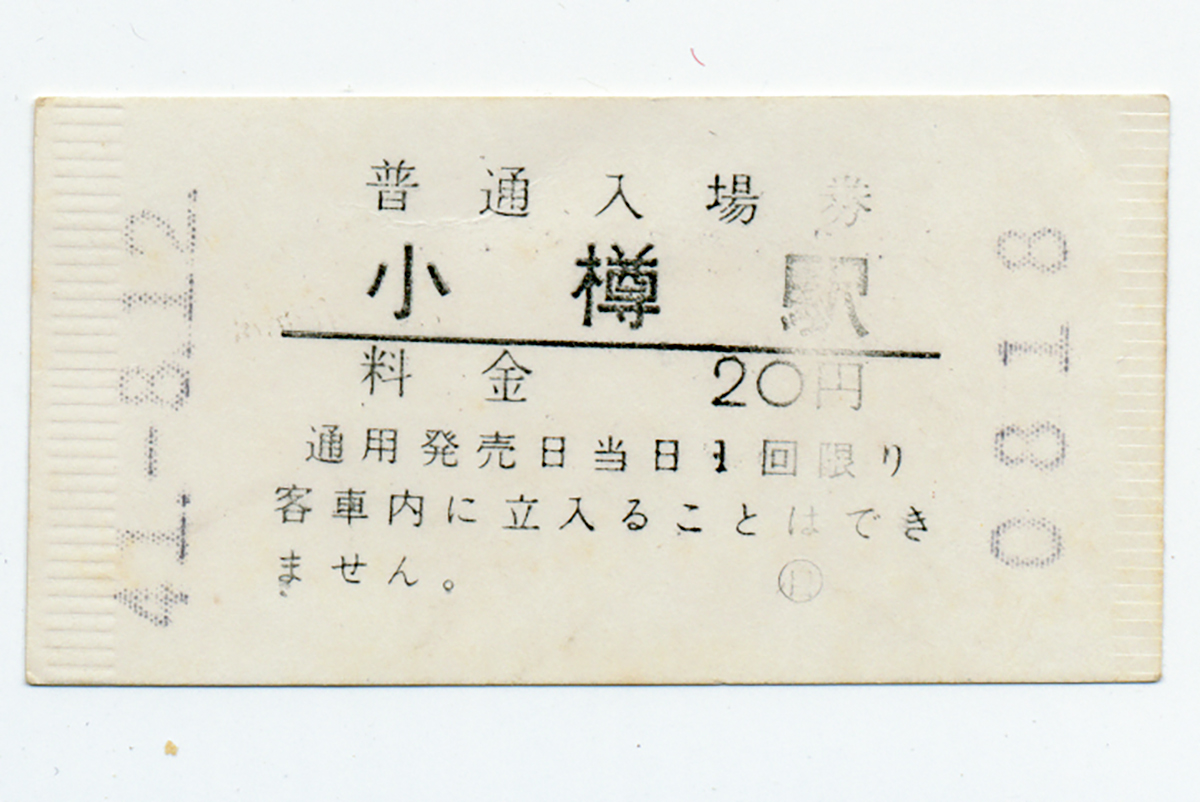 普通入場券
小樽駅
料金 20円
通用発売日当日1回限り
客車内に立入ることはでき
ません。
41-8.12
0818